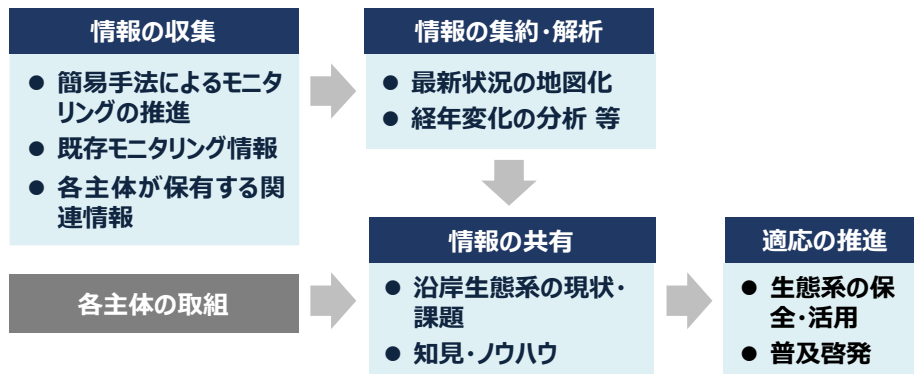 情報の収集
● 簡易手法によるモニタ
リングの推進
● 既存モニタリング情報
● 各主体が保有する関
連情報
情報の集約・解析
● 最新状況の地図化
● 経年変化の分析 等
各主体の取組
情報の共有
● 沿岸生態系の現状・
課題
● 知見・ノウハウ
適応の推進
● 生態系の保
全・活用
● 普及啓発